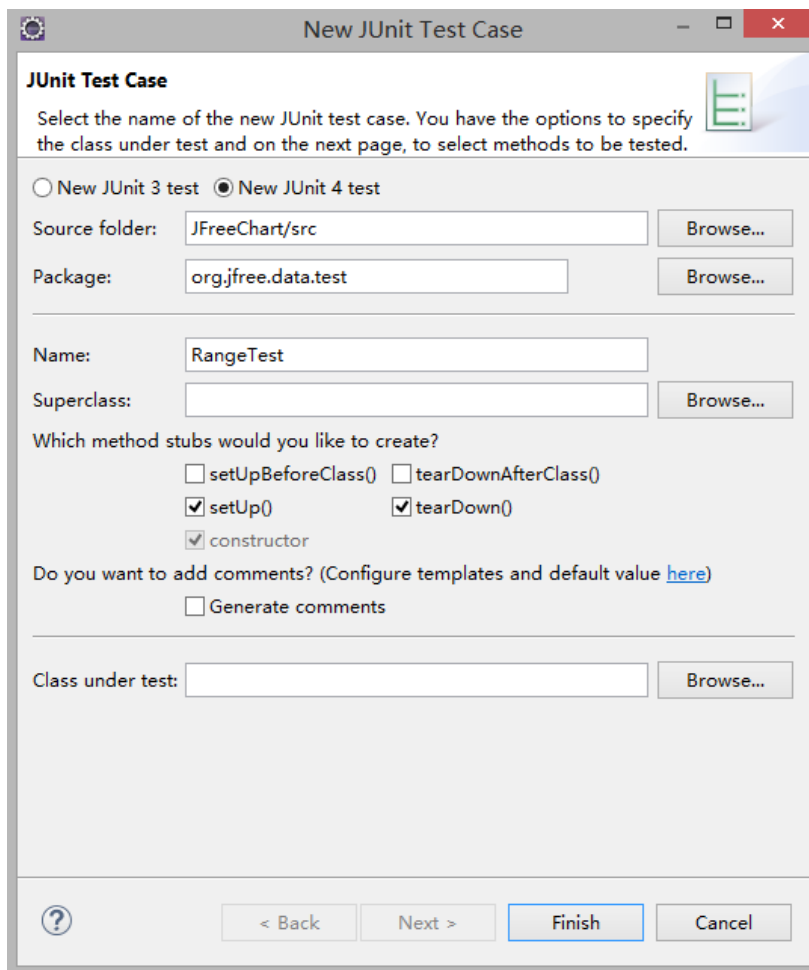 New JUnit Test Case
JUnit Test Case
Select the name of the new JUnit test case. You have the options to specify
the class under test and on the next page, to select methods to be tested.
New JUnit 3 test New JUnit 4 test
Source folder: JFreeChart/src Browse...
Package: org.jfree.data.test Browse...
Name: RangeTest
Superclass: Browse...
Which method stubs would you like to create?
setUpBeforeClass() tearDownAfterClass()
setUp() tearDown()
constructor
Do you want to add comments? (Configure templates and default value here)
Generate comments
Class under test: Browse...
? < Back Next > Finish Cancel